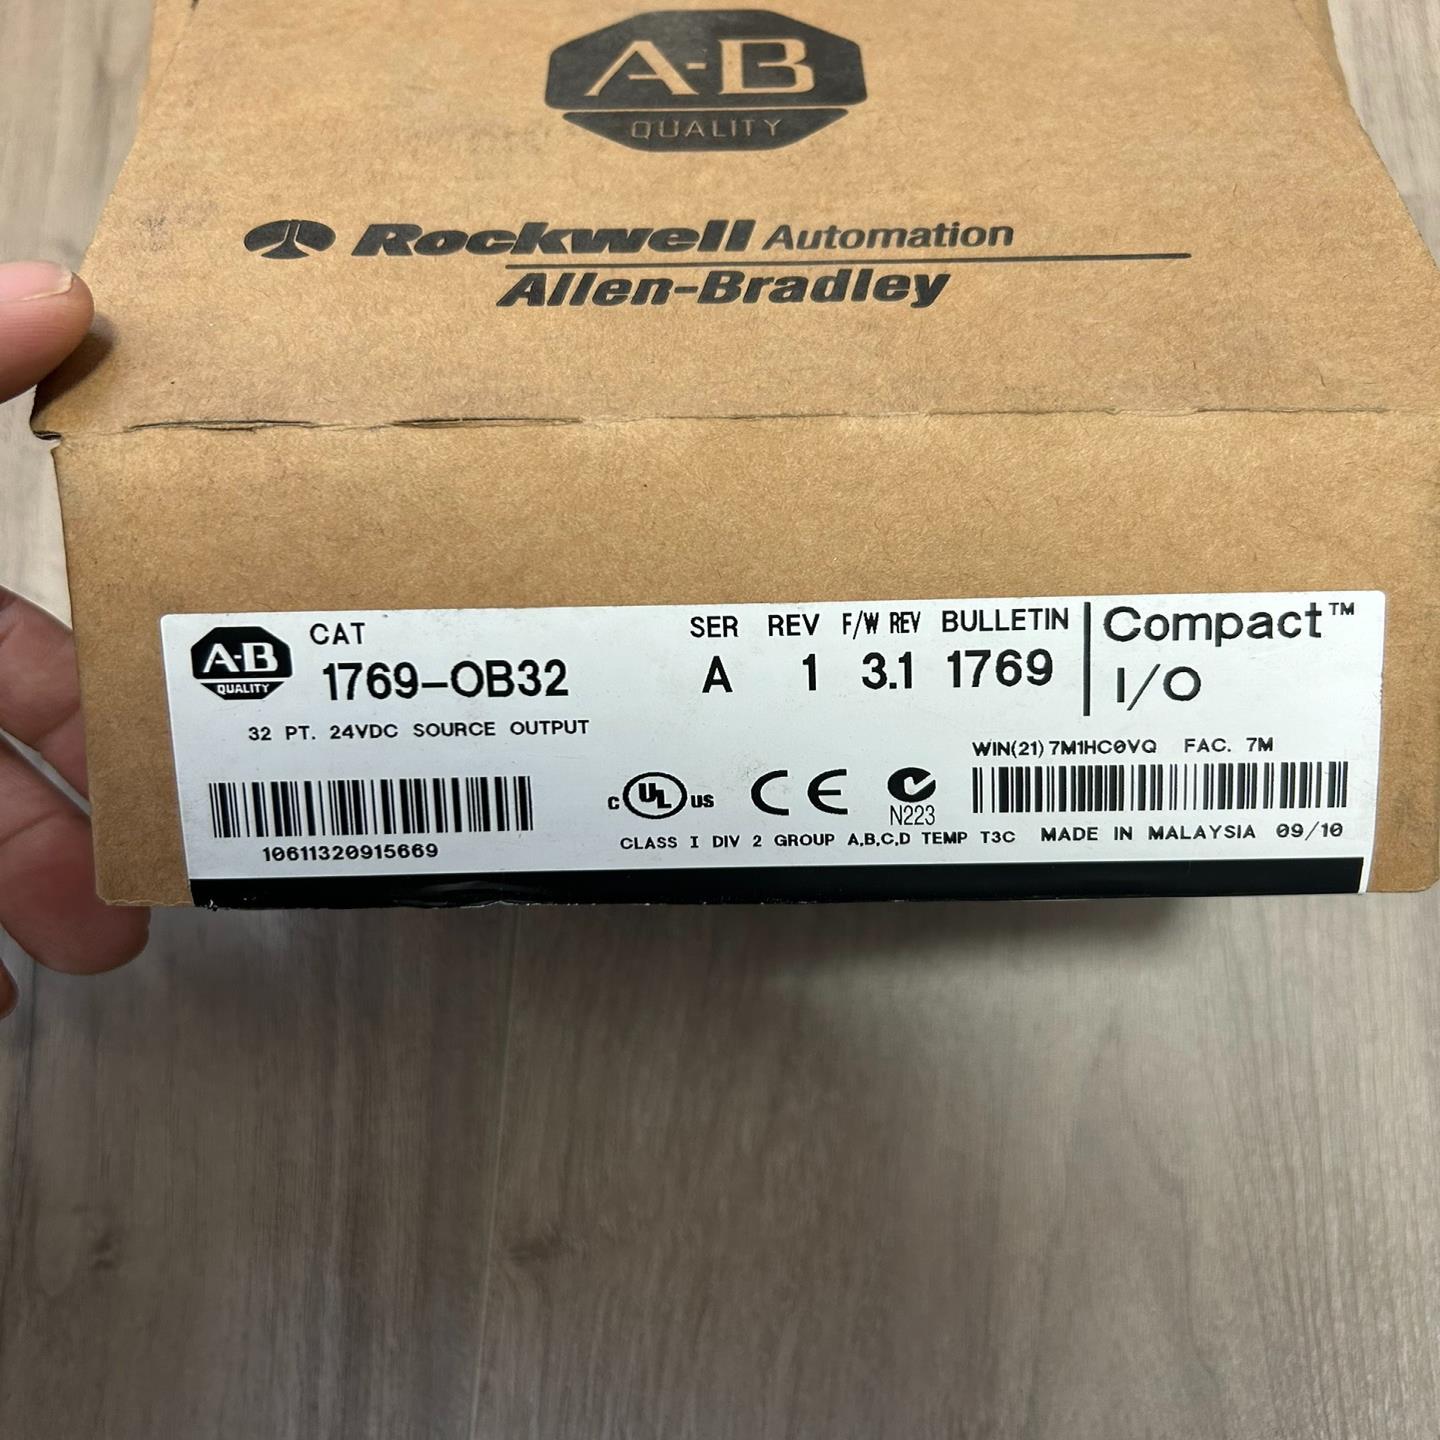 A-B
QUALITY
Rockwell Automation
Allen-Bradley
A-B
QUALITY
CAT
1769-OB32
SER REV F/W REV BULLETIN
A 1 3.1 1769
Compact™
I/O
32 PT. 24VDC SOURCE OUTPUT
WIN(21) 7M1HC0VQ FAC. 7M
10611320915669
C UL US
CE
N223
CLASS I DIV 2 GROUP A,B,C,D TEMP T3C MADE IN MALAYSIA 09/10